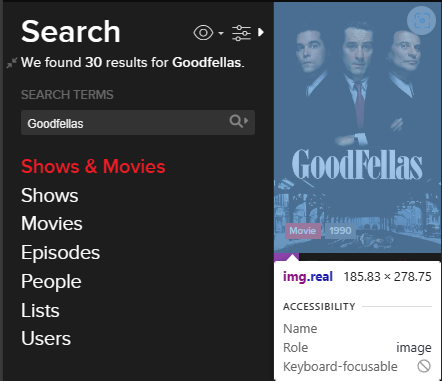 Search
We found 30 results for Goodfellas.
SEARCH TERMS
Goodfellas
Shows & Movies
Shows
Movies
Episodes
People
Lists
Users
GoodFellas
Movie 1990
img.real 185.83 × 278.75
ACCESSIBILITY
Name
Role image
Keyboard-focusable